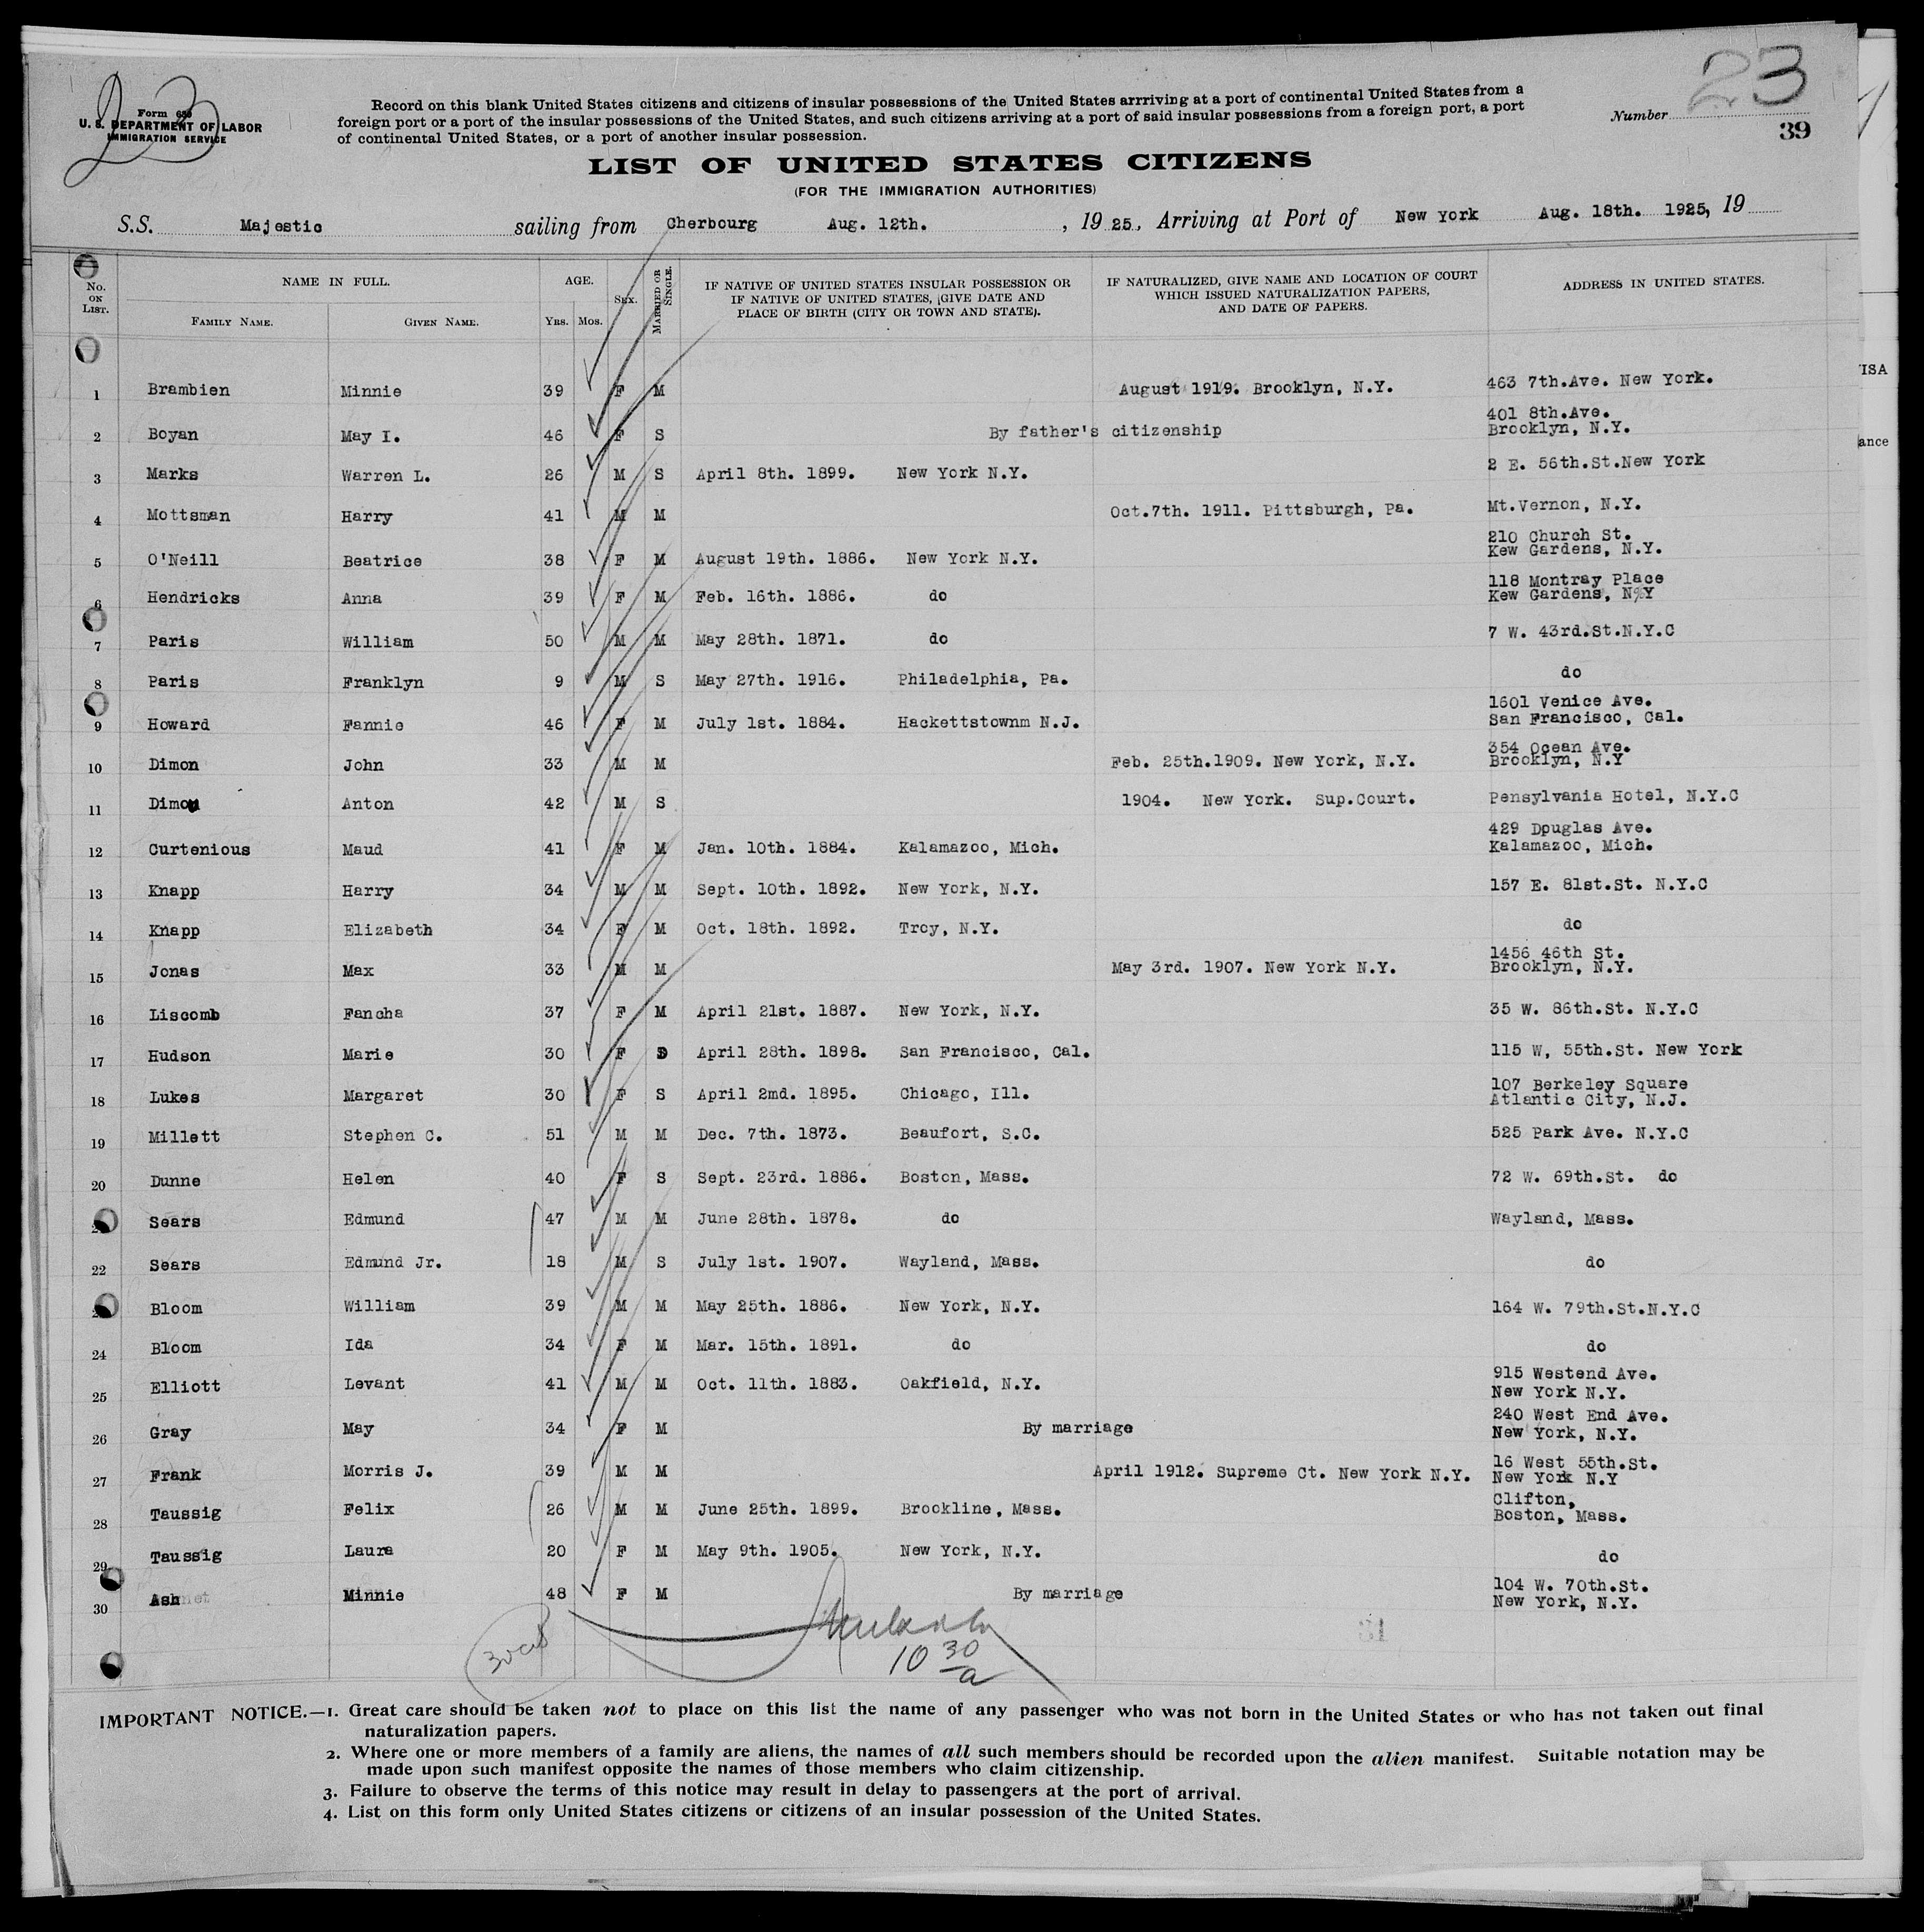 23
Form 630
U. S. DEPARTMENT OF LABOR
IMMIGRATION SERVICE
Record on this blank United States citizens and citizens of insular possessions of the United States arrriving at a port of continental United States from a
foreign port or a port of the insular possessions of the United States, and such citizens arriving at a port of said insular possessions from a foreign port, a port
of continental United States, or a port of another insular possession.
Number 23
39
LIST OF UNITED STATES CITIZENS
(FOR THE IMMIGRATION AUTHORITIES)
S.S. Majestic sailing from Cherbourg Aug. 12th. , 19 25, Arriving at Port of New York Aug. 18th. 1925, 19
No. ON LIST. NAME IN FULL. FAMILY NAME. GIVEN NAME. AGE. YRS. MOS. SEX. MARRIED OR SINGLE. IF NATIVE OF UNITED STATES INSULAR POSSESSION OR IF NATIVE OF UNITED STATES, GIVE DATE AND PLACE OF BIRTH (CITY OR TOWN AND STATE). IF NATURALIZED, GIVE NAME AND LOCATION OF COURT WHICH ISSUED NATURALIZATION PAPERS, AND DATE OF PAPERS. ADDRESS IN UNITED STATES.
1 Brambien Minnie 39 F M August 1919. Brooklyn, N.Y. 463 7th.Ave. New York.
2 Boyan May I. 46 F S By father's citizenship 401 8th.Ave. Brooklyn, N.Y.
3 Marks Warren L. 26 M S April 8th. 1899. New York N.Y. 2 E. 56th.St.New York
4 Mottsman Harry 41 M M Oct.7th. 1911. Pittsburgh, Pa. Mt.Vernon, N.Y.
5 O'Neill Beatrice 38 F M August 19th. 1886. New York N.Y. 210 Church St. Kew Gardens, N.Y.
6 Hendricks Anna 39 F M Feb. 16th. 1886. do 118 Montray Place Kew Gardens, N%Y
7 Paris William 50 M M May 28th. 1871. do 7 W. 43rd.St.N.Y.C
8 Paris Franklyn 9 M S May 27th. 1916. Philadelphia, Pa. do
9 Howard Fannie 46 F M July 1st. 1884. Hackettstownm N.J. 1601 Venice Ave. San Francisco, Cal.
10 Dimon John 33 M M Feb. 25th.1909. New York, N.Y. 354 Ocean Ave. Brooklyn, N.Y
11 Dimon Anton 42 M S 1904. New York. Sup.Court. Pensylvania Hotel, N.Y.C
12 Curtenious Maud 41 F M Jan. 10th. 1884. Kalamazoo, Mich. 429 Douglas Ave. Kalamazoo, Mich.
13 Knapp Harry 34 M M Sept. 10th. 1892. New York, N.Y. 157 E. 81st.St. N.Y.C
14 Knapp Elizabeth 34 F M Oct. 18th. 1892. Troy, N.Y. do
15 Jonas Max 33 M M May 3rd. 1907. New York N.Y. 1456 46th St. Brooklyn, N.Y.
16 Liscomb Fancha 37 F M April 21st. 1887. New York, N.Y. 35 W. 86th.St. N.Y.C
17 Hudson Marie 30 F D April 28th. 1898. San Francisco, Cal. 115 W, 55th.St. New York
18 Lukes Margaret 30 F S April 2md. 1895. Chicago, Ill. 107 Berkeley Square Atlantic City, N.J.
19 Millett Stephen C. 51 M M Dec. 7th. 1873. Beaufort, S.C. 525 Park Ave. N.Y.C
20 Dunne Helen 40 F S Sept. 23rd. 1886. Boston, Mass. 72 W. 69th.St. do
Sears Edmund 47 M M June 28th. 1878. do Wayland, Mass.
22 Sears Edmund Jr. 18 M S July 1st. 1907. Wayland, Mass. do
Bloom William 39 M M May 25th. 1886. New York, N.Y. 164 W. 79th.St.N.Y.C
24 Bloom Ida 34 F M Mar. 15th. 1891. do do
25 Elliott Levant 41 M M Oct. 11th. 1883. Oakfield, N.Y. 915 Westend Ave. New York N.Y.
26 Gray May 34 F M By marriage 240 West End Ave. New York, N.Y.
27 Frank Morris J. 39 M M April 1912. Supreme Ct. New York N.Y. 16 West 55th.St. New York N.Y
28 Taussig Felix 26 M M June 25th. 1899. Brookline, Mass. Clifton, Boston, Mass.
29 Taussig Laura 20 F M May 9th. 1905. New York, N.Y. do
30 Ash Minnie 48 F M By marriage 104 W. 70th.St. New York, N.Y.
10 30 a
31
IMPORTANT NOTICE.—1. Great care should be taken not to place on this list the name of any passenger who was not born in the United States or who has not taken out final
naturalization papers.
2. Where one or more members of a family are aliens, the names of all such members should be recorded upon the alien manifest. Suitable notation may be
made upon such manifest opposite the names of those members who claim citizenship.
3. Failure to observe the terms of this notice may result in delay to passengers at the port of arrival.
4. List on this form only United States citizens or citizens of an insular possession of the United States.